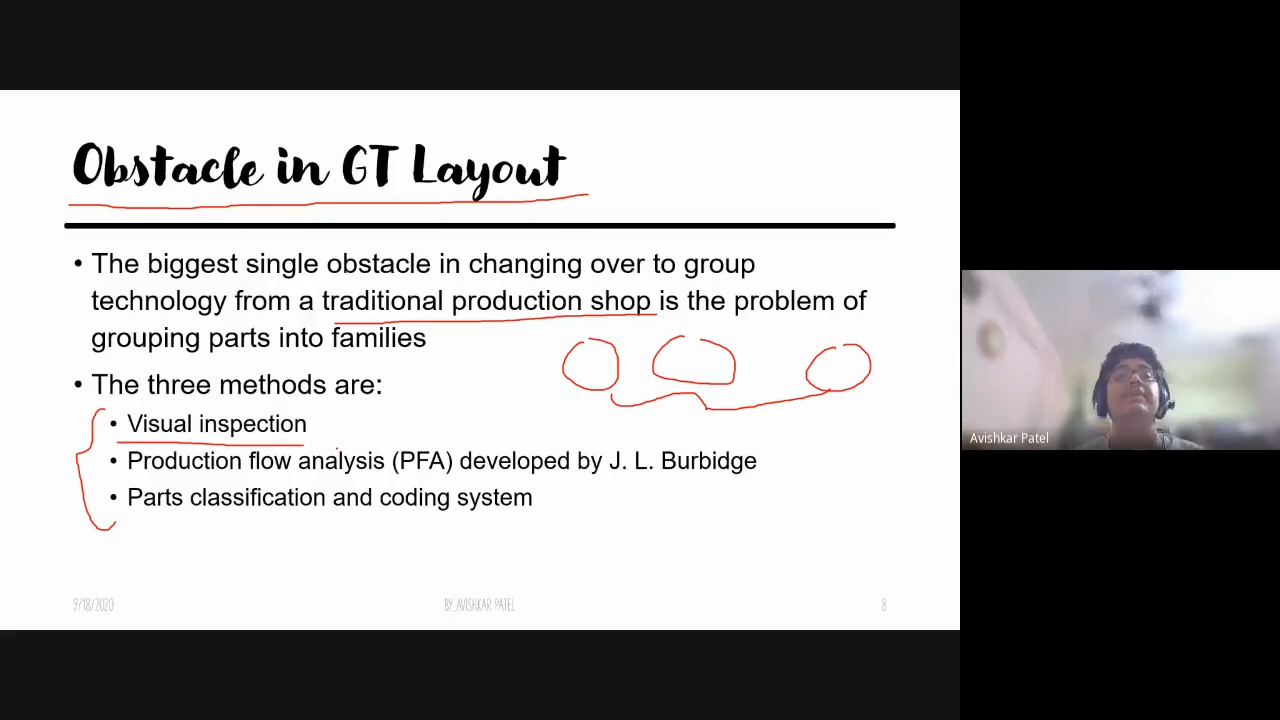 Obstacle in GT Layout
• The biggest single obstacle in changing over to group
technology from a traditional production shop is the problem of
grouping parts into families
• The three methods are:
• Visual inspection
• Production flow analysis (PFA) developed by J. L. Burbidge
• Parts classification and coding system
9/18/2020
BY_AVISHKAR PATEL
8
Avishkar Patel